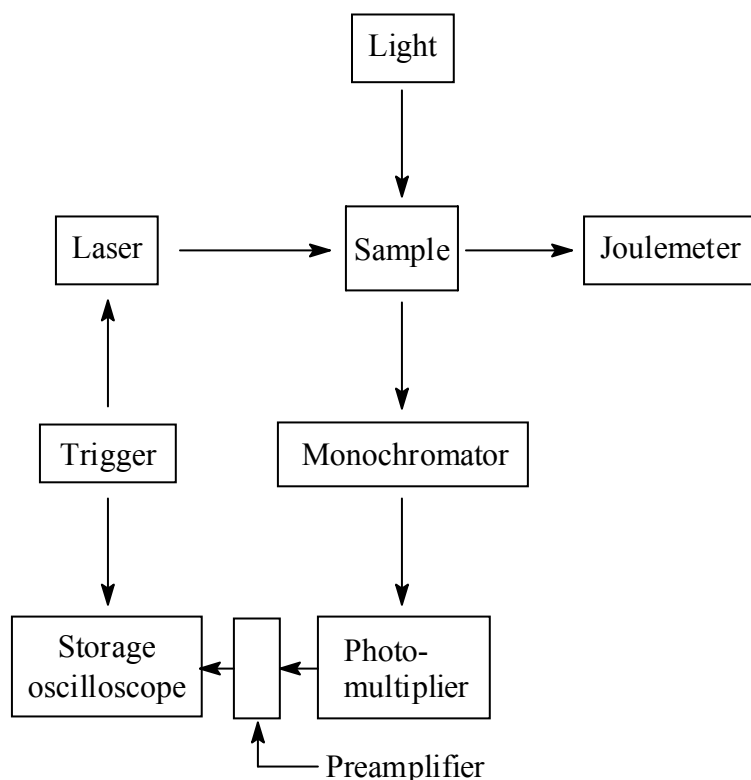 Light
Laser
Sample
Joulemeter
Trigger
Monochromator
Storage
oscilloscope
Photo-
multiplier
Preamplifier